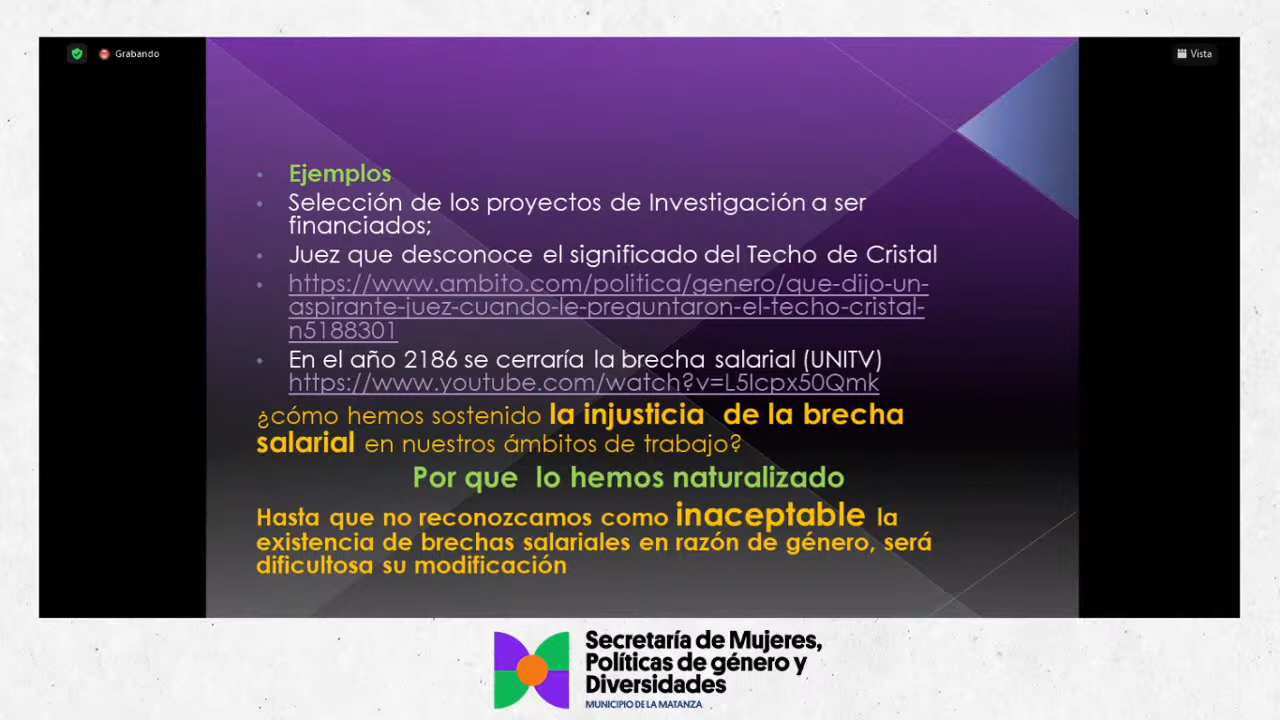 Grabando
Vista
Ejemplos
Selección de los proyectos de Investigación a ser
financiados;
Juez que desconoce el significado del Techo de Cristal
https://www.ambito.com/politica/genero/que-dijo-un-
aspirante-juez-cuando-le-preguntaron-el-techo-cristal-
n5188301
En el año 2186 se cerraría la brecha salarial (UNITV)
https://www.youtube.com/watch?v=L5Icpx50Qmk
¿cómo hemos sostenido la injusticia de la brecha
salarial en nuestros ámbitos de trabajo?
Por que lo hemos naturalizado
Hasta que no reconozcamos como inaceptable la
existencia de brechas salariales en razón de género, será
dificultosa su modificación
Secretaría de Mujeres,
Políticas de género y
Diversidades
MUNICIPIO DE LA MATANZA